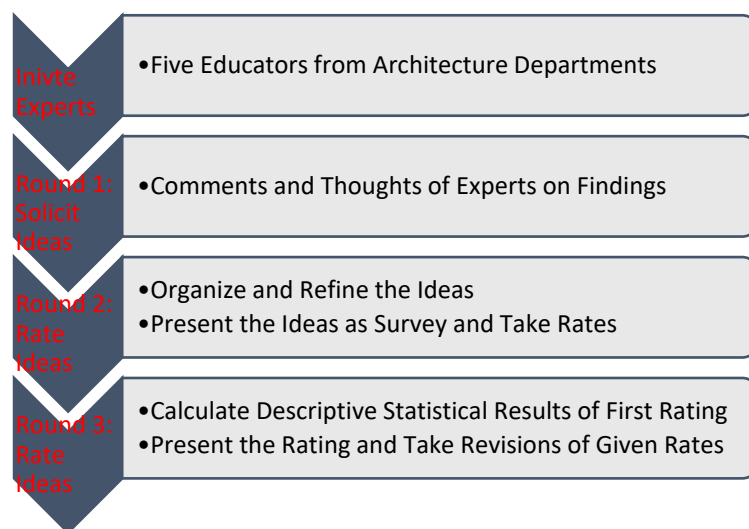 Inivte
Experts
•Five Educators from Architecture Departments
Round 1:
Solicit
Ideas
•Comments and Thoughts of Experts on Findings
Round 2:
Rate
Ideas
•Organize and Refine the Ideas
•Present the Ideas as Survey and Take Rates
Round 3:
Rate
Ideas
•Calculate Descriptive Statistical Results of First Rating
•Present the Rating and Take Revisions of Given Rates